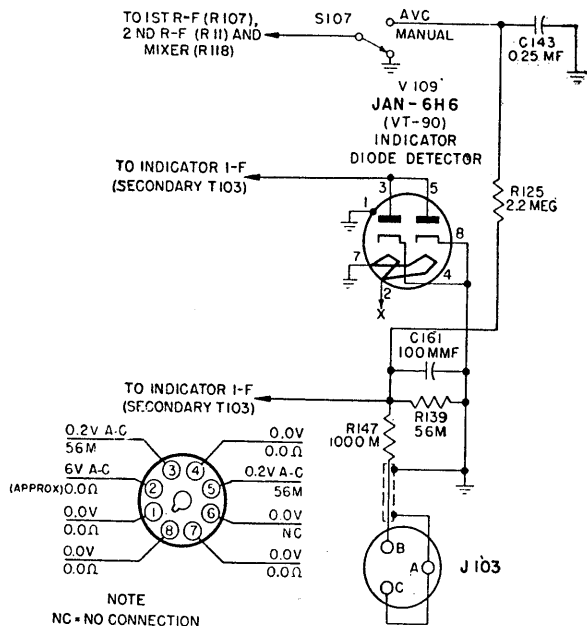 TO 1ST R-F (R107),
2 ND R-F (R11) AND
MIXER (R118)
S107
AVC
MANUAL
C143
0.25 MF
V 109
JAN-6H6
(VT-90)
INDICATOR
DIODE DETECTOR
TO INDICATOR I-F
(SECONDARY T103)
3
5
1
8
7
4
2
X
R125
2.2 MEG
C161
100MMF
TO INDICATOR I-F
(SECONDARY T103)
R139
56M
R147
1000 M
0.2V A-C
56M
6V A-C
(APPROX) 0.0Ω
0.0V
0.0Ω
0.0V
0.0Ω
3
4
2
5
1
6
8
7
0.0V
0.0Ω
0.2V A-C
56M
0.0V
NC
0.0V
0.0Ω
B
A
C
J103
NOTE
NC = NO CONNECTION